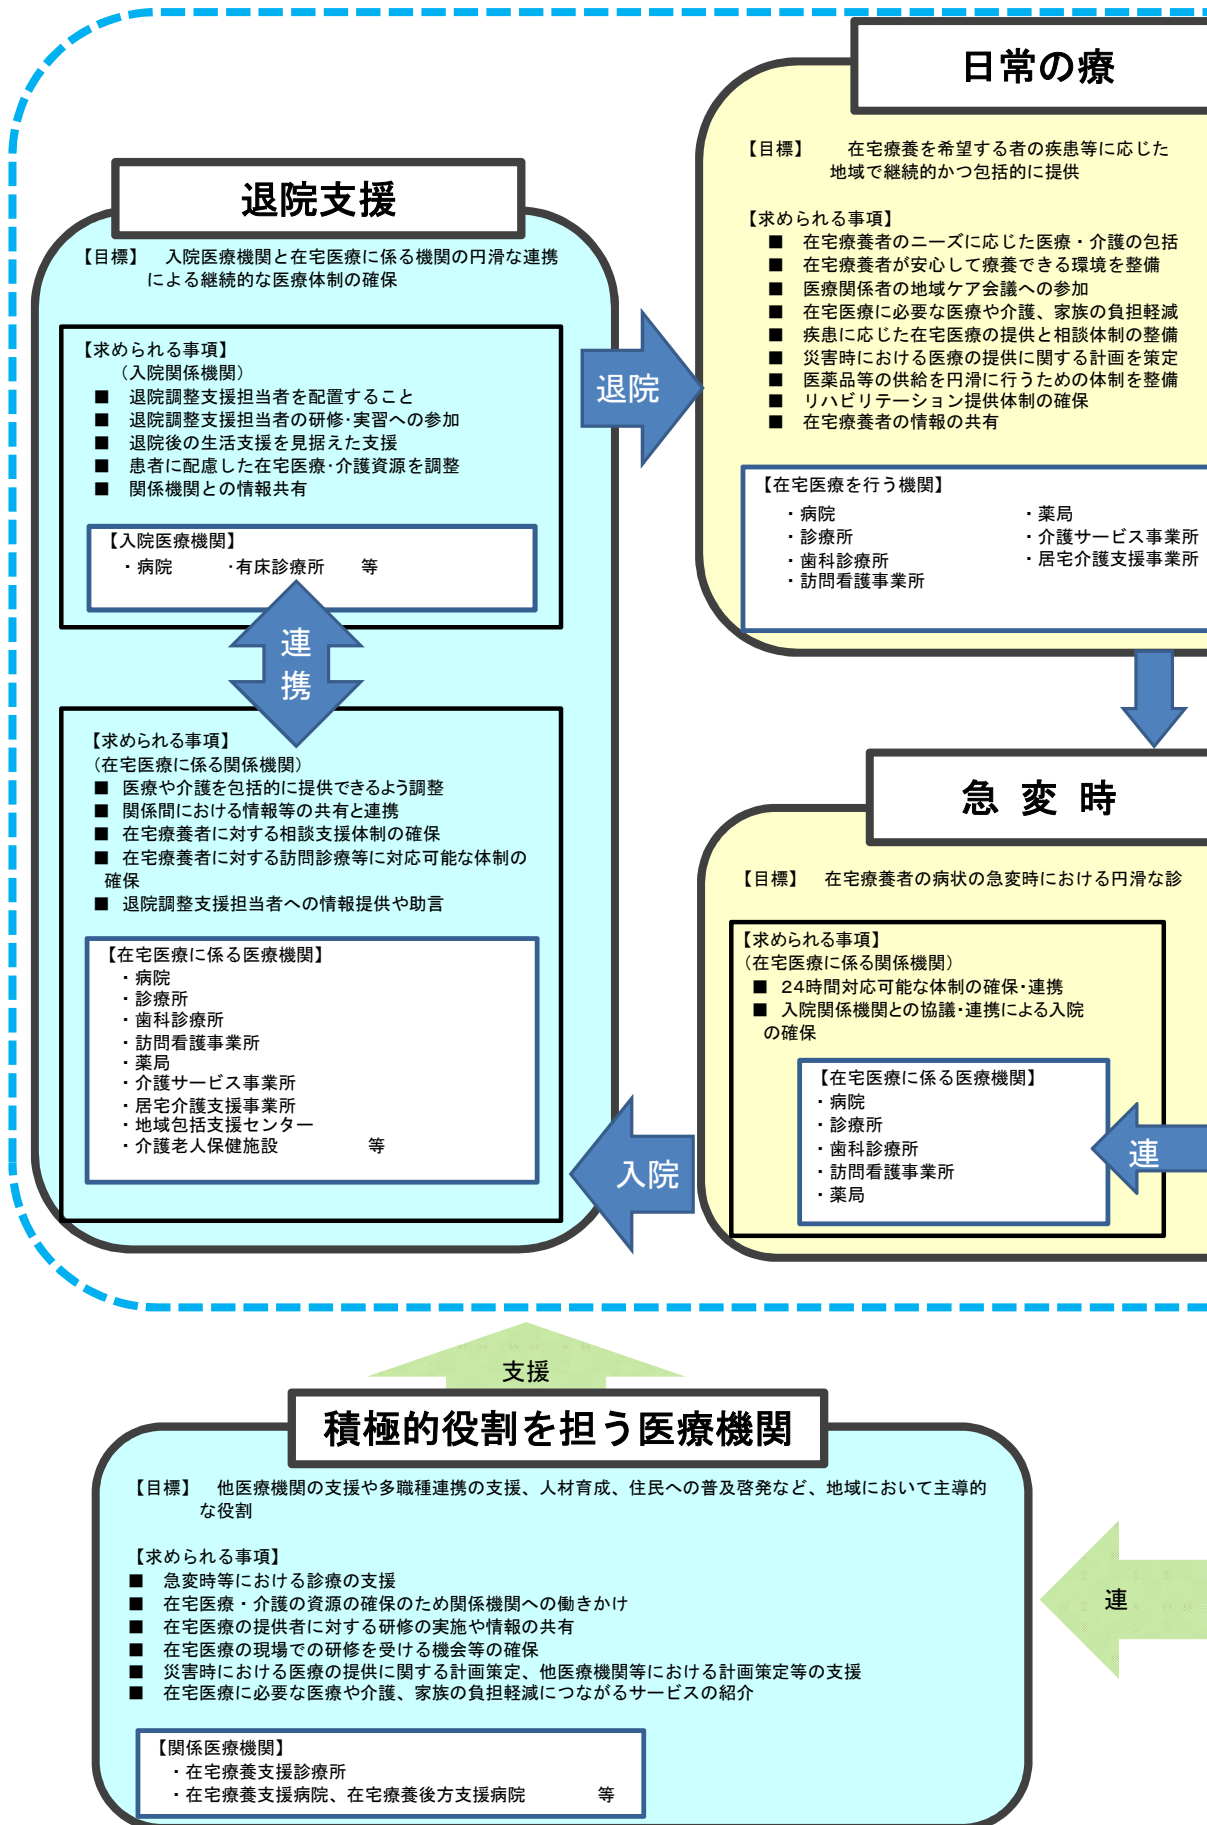 退院支援
【目標】　入院医療機関と在宅医療に係る機関の円滑な連携
による継続的な医療体制の確保
【求められる事項】
（入院関係機関）
■　退院調整支援担当者を配置すること
■　退院調整支援担当者の研修･実習への参加
■　退院後の生活支援を見据えた支援
■　患者に配慮した在宅医療･介護資源を調整
■　関係機関との情報共有
【入院医療機関】
・病院　　･有床診療所　等
連
携
【求められる事項】
（在宅医療に係る関係機関）
■　医療や介護を包括的に提供できるよう調整
■　関係間における情報等の共有と連携
■　在宅療養者に対する相談支援体制の確保
■　在宅療養者に対する訪問診療等に対応可能な体制の
確保
■　退院調整支援担当者への情報提供や助言
【在宅医療に係る医療機関】
・病院
・診療所
・歯科診療所
・訪問看護事業所
・薬局
・介護サービス事業所
・居宅介護支援事業所
・地域包括支援センター
・介護老人保健施設　　等
退院
日常の療
【目標】　在宅療養を希望する者の疾患等に応じた
地域で継続的かつ包括的に提供
【求められる事項】
■　在宅療養者のニーズに応じた医療・介護の包括
■　在宅療養者が安心して療養できる環境を整備
■　医療関係者の地域ケア会議への参加
■　在宅医療に必要な医療や介護、家族の負担軽減
■　疾患に応じた在宅医療の提供と相談体制の整備
■　災害時における医療の提供に関する計画を策定
■　医薬品等の供給を円滑に行うための体制を整備
■　リハビリテーション提供体制の確保
■　在宅療養者の情報の共有
【在宅医療を行う機関】
・病院　　・薬局
・診療所　　・介護サービス事業所
・歯科診療所　　・居宅介護支援事業所
・訪問看護事業所
急 変 時
【目標】　在宅療養者の病状の急変時における円滑な診
【求められる事項】
（在宅医療に係る関係機関）
■　24時間対応可能な体制の確保･連携
■　入院関係機関との協議･連携による入院
の確保
【在宅医療に係る医療機関】
・病院
・診療所
・歯科診療所
・訪問看護事業所
・薬局
連
入院
支援
積極的役割を担う医療機関
【目標】　他医療機関の支援や多職種連携の支援、人材育成、住民への普及啓発など、地域において主導的
な役割
【求められる事項】
■　急変時等における診療の支援
■　在宅医療・介護の資源の確保のため関係機関への働きかけ
■　在宅医療の提供者に対する研修の実施や情報の共有
■　在宅医療の現場での研修を受ける機会等の確保
■　災害時における医療の提供に関する計画策定、他医療機関等における計画策定等の支援
■　在宅医療に必要な医療や介護、家族の負担軽減につながるサービスの紹介
【関係医療機関】
・在宅療養支援診療所
・在宅療養支援病院、在宅療養後方支援病院　　等
連